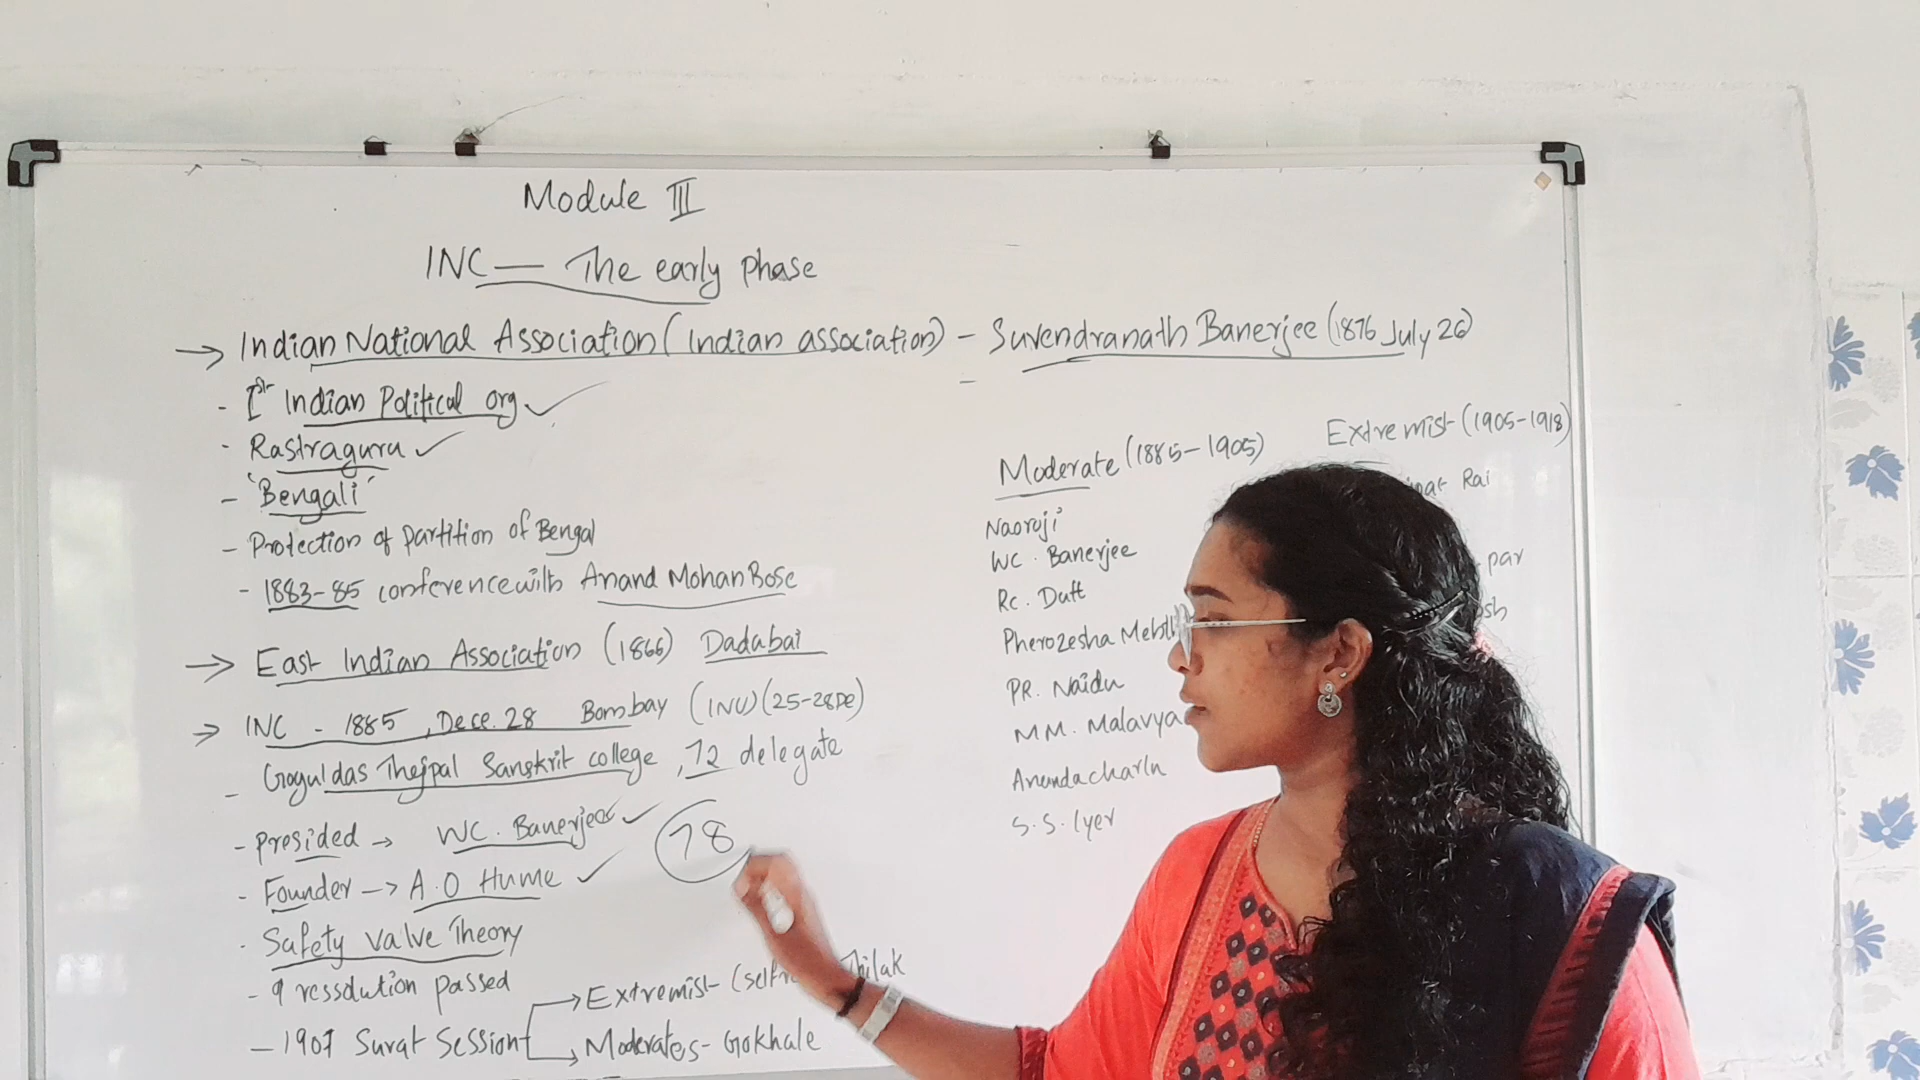 Module III
INC — The early phase
→ Indian National Association (Indian association) - Surendranath Banerjee (1876 July 26)
- Ist Indian Political org ✓
- Rastraguru ✓
- 'Bengali'
- Protection of partition of Bengal
- 1883-85 conference with Anand Mohan Bose
→ East Indian Association (1866) Dadabai
→ INC - 1885, Dece. 28 Bombay (INU) (25-28 De)
- Goguldas Thejpal Sanskrit college, 72 delegate
- Presided → WC. Banerjee ✓
78
- Founder → A.O Hume ✓
- Safety valve Theory
- 9 ressolution passed
- 1907 Surat Session
→ Extremist - Thilak
→ Moderates - Gokhale
Moderate (1885-1905)
Naoroji
WC. Banerjee
Rc. Dutt
Pherozesha
PR. Naidu
MM. Malavya
Anandacharlu
S.S. Iyer
Extremist (1905-1918)
Rai